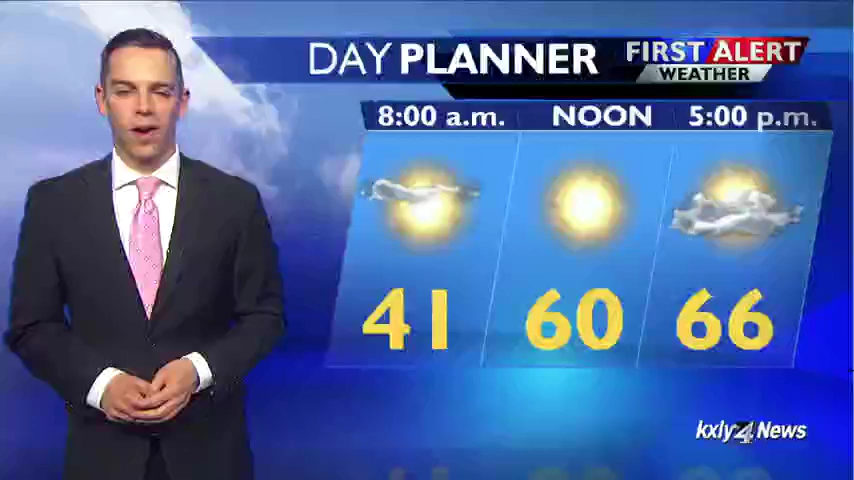 DAY PLANNER
FIRST ALERT
WEATHER
8:00 a.m. NOON 5:00 p.m.
41 60 66
kxly4 News